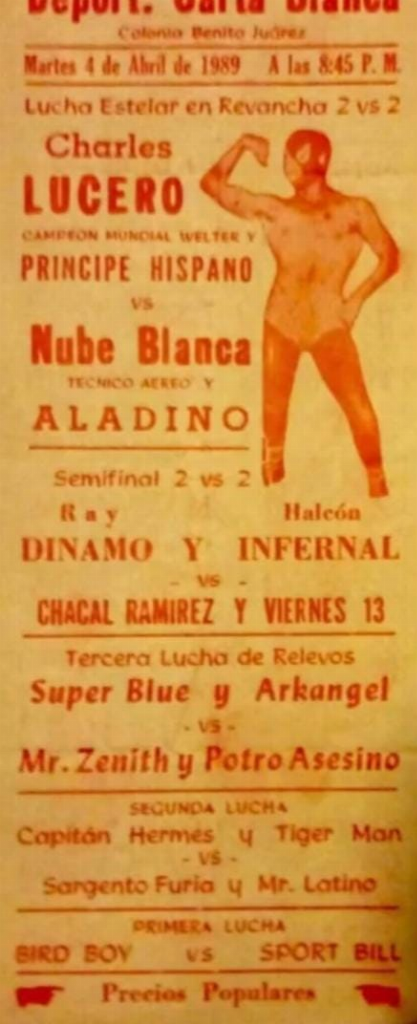 Deport. Carta Blanca
Colonia Benito Juárez
Martes 4 de Abril de 1989 A las 8:45 P. M.
Lucha Estelar en Revancha 2 vs 2
Charles
LUCERO
CAMPEON MUNDIAL WELTER Y
PRINCIPE HISPANO
vs
Nube Blanca
TECNICO AEREO Y
ALADINO
Semifinal 2 vs 2
Ray Halcón
DINAMO Y INFERNAL
- vs -
CHACAL RAMIREZ Y VIERNES 13
Tercera Lucha de Relevos
Super Blue y Arkangel
- vs -
Mr. Zenith y Potro Asesino
SEGUNDA LUCHA
Capitán Hermes y Tiger Man
- vs -
Sargento Furia y Mr. Latino
PRIMERA LUCHA
BIRD BOY vs SPORT BILL
Precios Populares